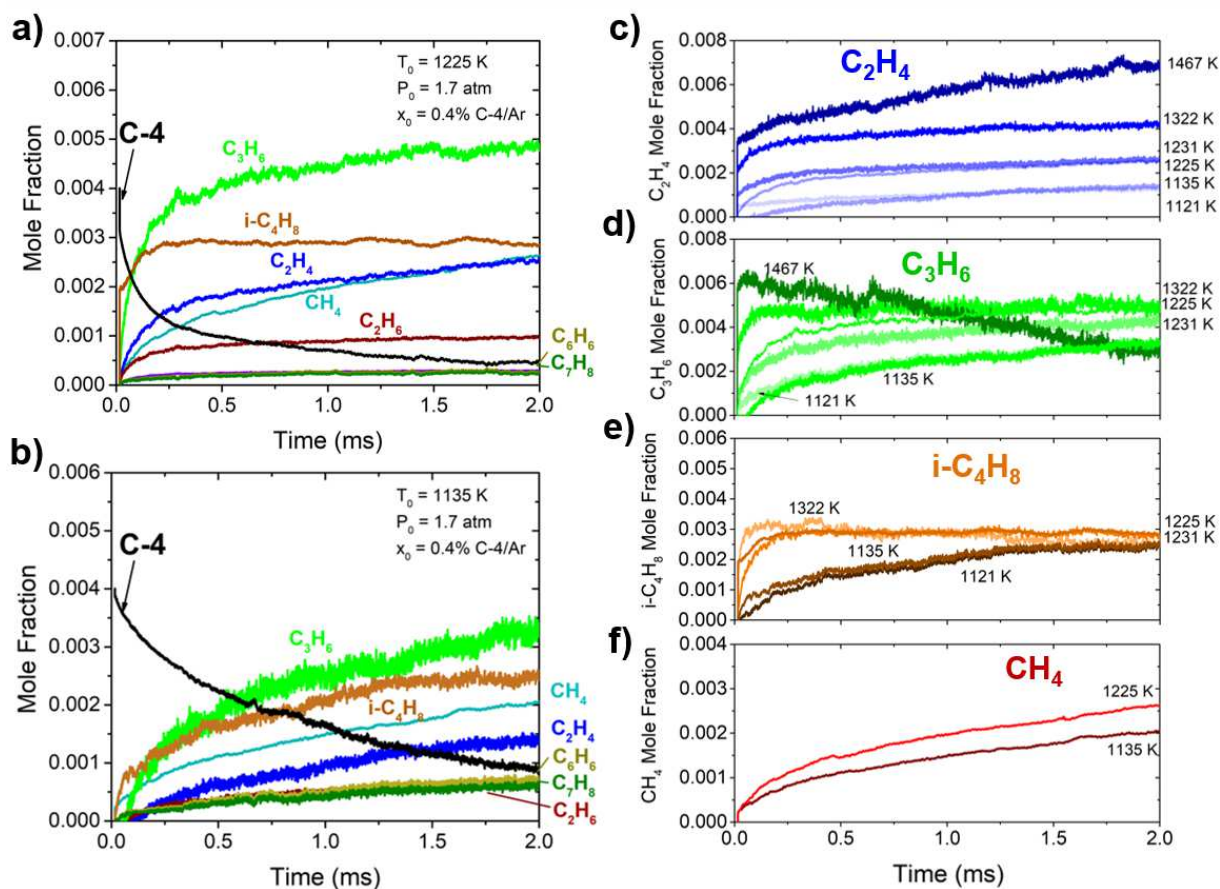 a)
0.007
0.006
0.005
0.004
0.003
0.002
0.001
0.000
Mole Fraction
T₀ = 1225 K
P₀ = 1.7 atm
x₀ = 0.4% C-4/Ar
C-4
C₃H₆
i-C₄H₈
C₂H₄
CH₄
C₂H₆
C₆H₆
C₇H₈
0.0 0.5 1.0 1.5 2.0
Time (ms)
b)
0.006
0.005
0.004
0.003
0.002
0.001
0.000
Mole Fraction
T₀ = 1135 K
P₀ = 1.7 atm
x₀ = 0.4% C-4/Ar
C-4
C₃H₆
i-C₄H₈
CH₄
C₂H₄
C₆H₆
C₇H₈
C₂H₆
0.0 0.5 1.0 1.5 2.0
Time (ms)
c)
0.008
0.006
0.004
0.002
0.000
C₂H₄ Mole Fraction
C₂H₄
1467 K
1322 K
1231 K
1225 K
1135 K
1121 K
d)
0.008
0.006
0.004
0.002
0.000
C₃H₆ Mole Fraction
C₃H₆
1467 K
1322 K
1225 K
1231 K
1135 K
1121 K
e)
0.006
0.005
0.004
0.003
0.002
0.001
0.000
i-C₄H₈ Mole Fraction
i-C₄H₈
1322 K
1135 K
1121 K
1225 K
1231 K
f)
0.004
0.003
0.002
0.001
0.000
CH₄ Mole Fraction
CH₄
1225 K
1135 K
0.0 0.5 1.0 1.5 2.0
Time (ms)